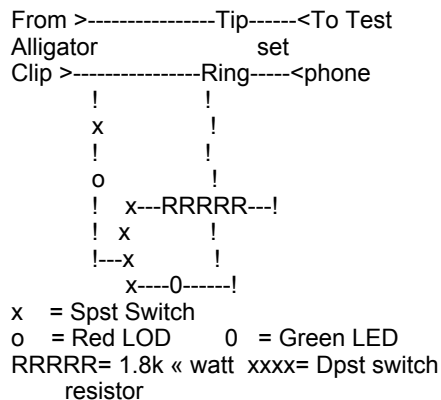 From >-----------------Tip------<To Test
Alligator set
Clip >-----------------Ring-----<phone
! !
x !
! !
o !
! x---RRRRR---!
! x !
!---x !
x----0------!
x = Spst Switch
o = Red LOD 0 = Green LED
RRRRR= 1.8k « watt xxxx= Dpst switch
resistor